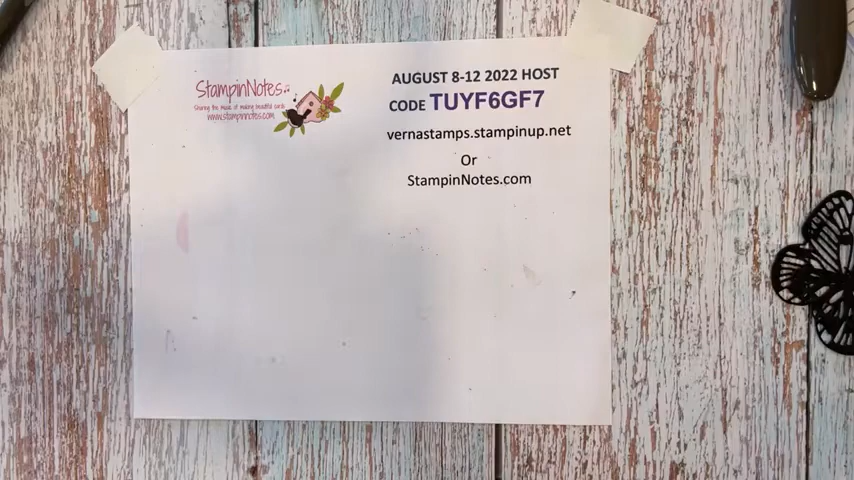 StampinNotes
Sharing the music of making beautiful cards
www.stampinnotes.com
AUGUST 8-12 2022 HOST
CODE TUYF6GF7
vernastamps.stampinup.net
Or
StampinNotes.com